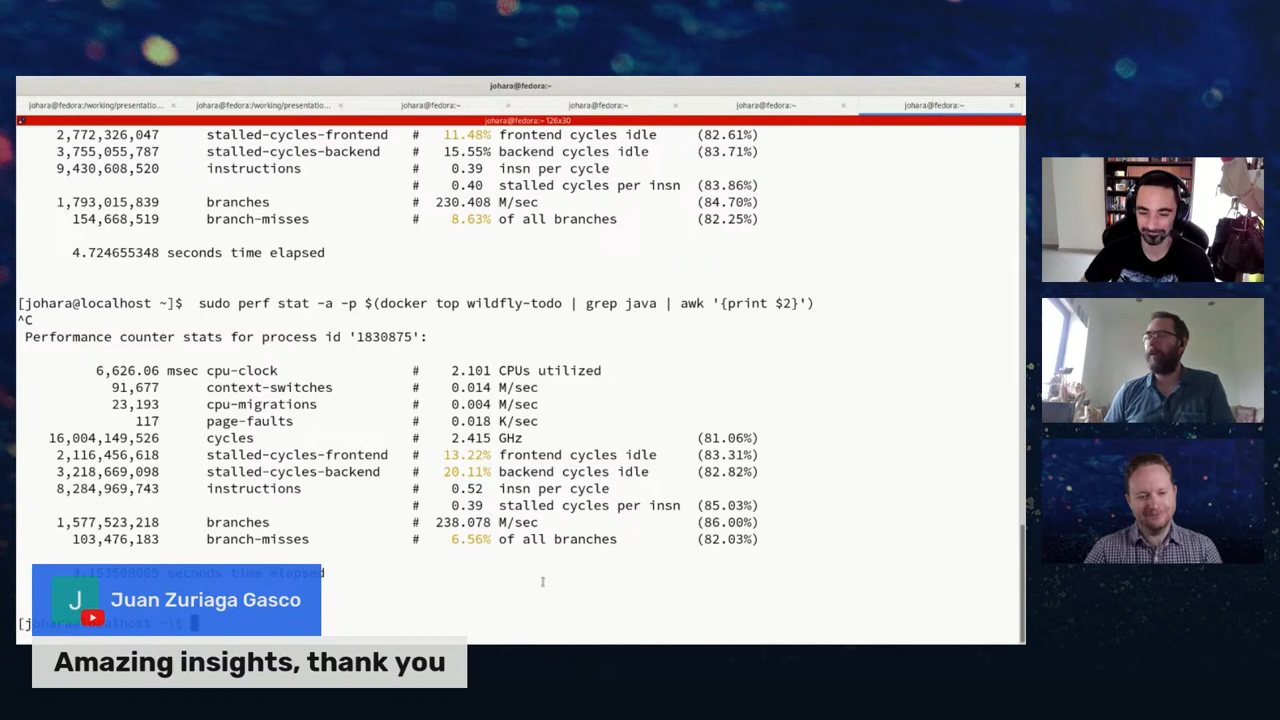 johara@fedora:~
johara@fedora:/working/presentatio...
johara@fedora:/working/presentatio...
johara@fedora:~
johara@fedora:~
johara@fedora:~
johara@fedora:~
johara@fedora:~ 126x30
2,772,326,047 stalled-cycles-frontend # 11.48% frontend cycles idle (82.61%)
3,755,055,787 stalled-cycles-backend # 15.55% backend cycles idle (83.71%)
9,430,608,520 instructions # 0.39 insn per cycle
# 0.40 stalled cycles per insn (83.86%)
1,793,015,839 branches # 230.408 M/sec (84.70%)
154,668,519 branch-misses # 8.63% of all branches (82.25%)
4.724655348 seconds time elapsed
[johara@localhost ~]$ sudo perf stat -a -p $(docker top wildfly-todo | grep java | awk '{print $2}')
^C
Performance counter stats for process id '1830875':
6,626.06 msec cpu-clock # 2.101 CPUs utilized
91,677 context-switches # 0.014 M/sec
23,193 cpu-migrations # 0.004 M/sec
117 page-faults # 0.018 K/sec
16,004,149,526 cycles # 2.415 GHz (81.06%)
2,116,456,618 stalled-cycles-frontend # 13.22% frontend cycles idle (83.31%)
3,218,669,098 stalled-cycles-backend # 20.11% backend cycles idle (82.82%)
8,284,969,743 instructions # 0.52 insn per cycle
# 0.39 stalled cycles per insn (85.03%)
1,577,523,218 branches # 238.078 M/sec (86.00%)
103,476,183 branch-misses # 6.56% of all branches (82.03%)
seconds time elapsed
J Juan Zuriaga Gasco
[johara@localhost ~]$
Amazing insights, thank you